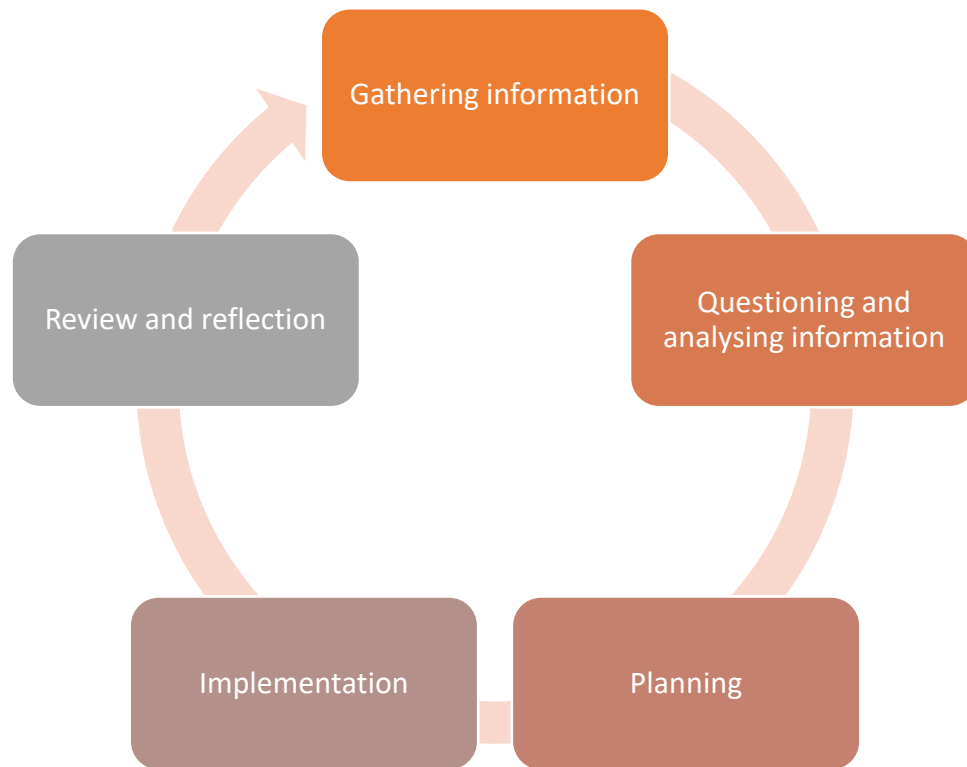 Gathering information
Questioning and
analysing information
Planning
Implementation
Review and reflection